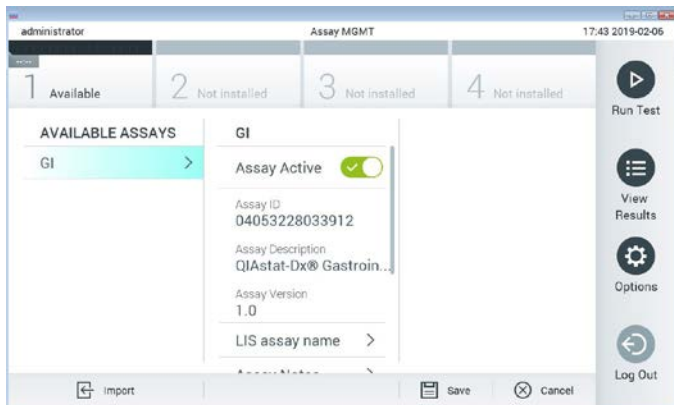 administrator Assay MGMT 17:43 2019-02-06
1 Available 2 Not installed 3 Not installed 4 Not installed
Run Test
AVAILABLE ASSAYS GI
GI Assay Active
Assay ID
04053228033912
Assay Description
QIAstat-Dx® Gastroin...
Assay Version
1.0
LIS assay name
View
Results
Options
Log Out
Import Save Cancel